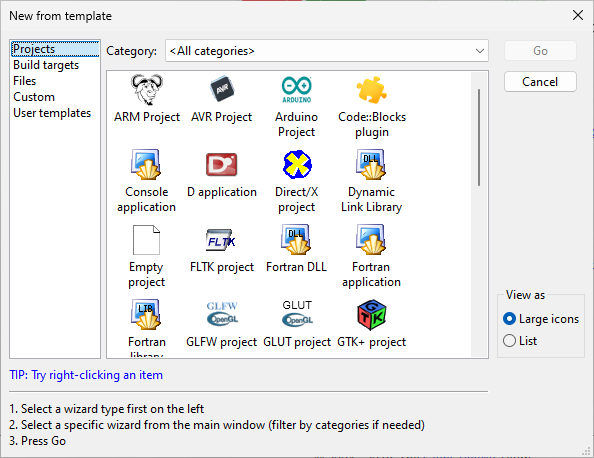 New from template
Projects
Build targets
Files
Custom
User templates
Category:
<All categories>
Go
Cancel
ARDUINO
ARM Project
AVR Project
Arduino
Project
Code::Blocks
plugin
DLL
Console
application
D application
Direct/X
project
Dynamic
Link Library
FLTK
DLL
Empty
project
FLTK project
Fortran DLL
Fortran
application
LIB
GLFW
OpenGL
GLUT
OpenGL
GTK
Fortran
library
GLFW project
GLUT project
GTK+ project
View as
Large icons
List
TIP: Try right-clicking an item
1. Select a wizard type first on the left
2. Select a specific wizard from the main window (filter by categories if needed)
3. Press Go